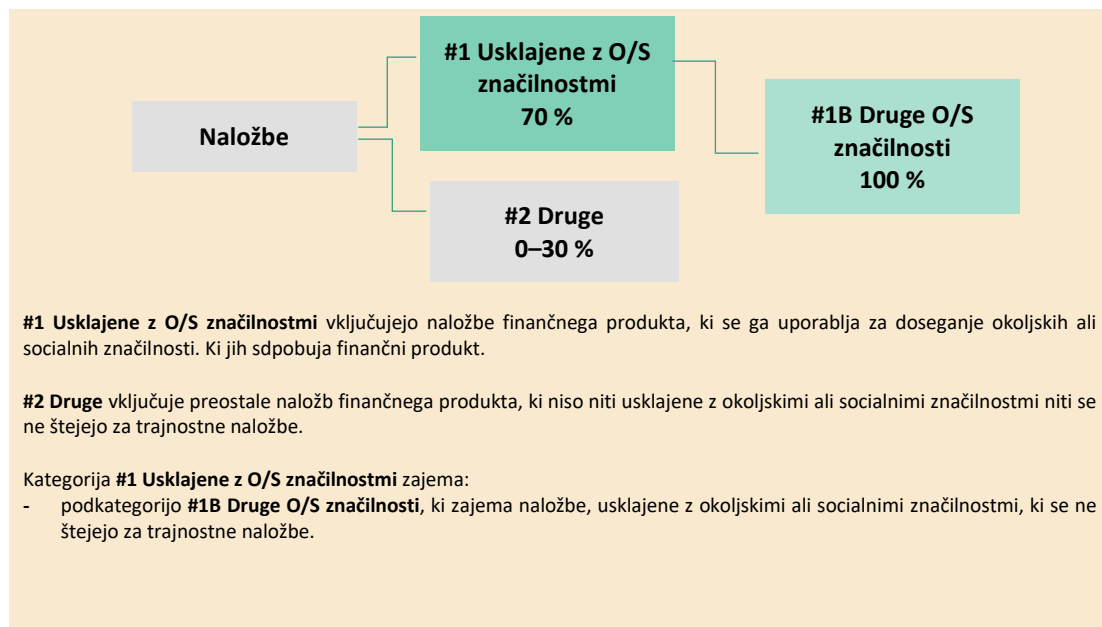 #1 Usklajene z O/S
značilnostmi
70 %
Naložbe
#1B Druge O/S
značilnosti
100 %
#2 Druge
0–30 %
#1 Usklajene z O/S značilnostmi vključujejo naložbe finančnega produkta, ki se ga uporablja za doseganje okoljskih ali
socialnih značilnosti. Ki jih sdpobuja finančni produkt.
#2 Druge vključuje preostale naložb finančnega produkta, ki niso niti usklajene z okoljskimi ali socialnimi značilnostmi niti se
ne štejejo za trajnostne naložbe.
Kategorija #1 Usklajene z O/S značilnostmi zajema:
- podkategorijo #1B Druge O/S značilnosti, ki zajema naložbe, usklajene z okoljskimi ali socialnimi značilnostmi, ki se ne
štejejo za trajnostne naložbe.